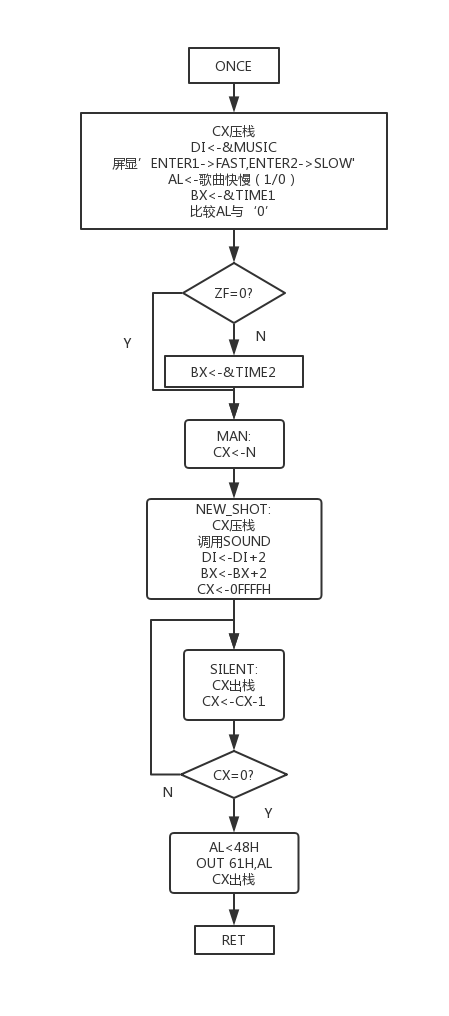 ONCE
CX压栈
DI<-&MUSIC
屏显’ENTER1->FAST,ENTER2->SLOW'
AL<-歌曲快慢（1/0）
BX<-&TIME1
比较AL与‘0’
ZF=0?
Y
N
BX<-&TIME2
MAN:
CX<-N
NEW_SHOT:
CX压栈
调用SOUND
DI<-DI+2
BX<-BX+2
CX<-0FFFFH
SILENT:
CX出栈
CX<-CX-1
CX=0?
N
Y
AL<48H
OUT 61H,AL
CX出栈
RET